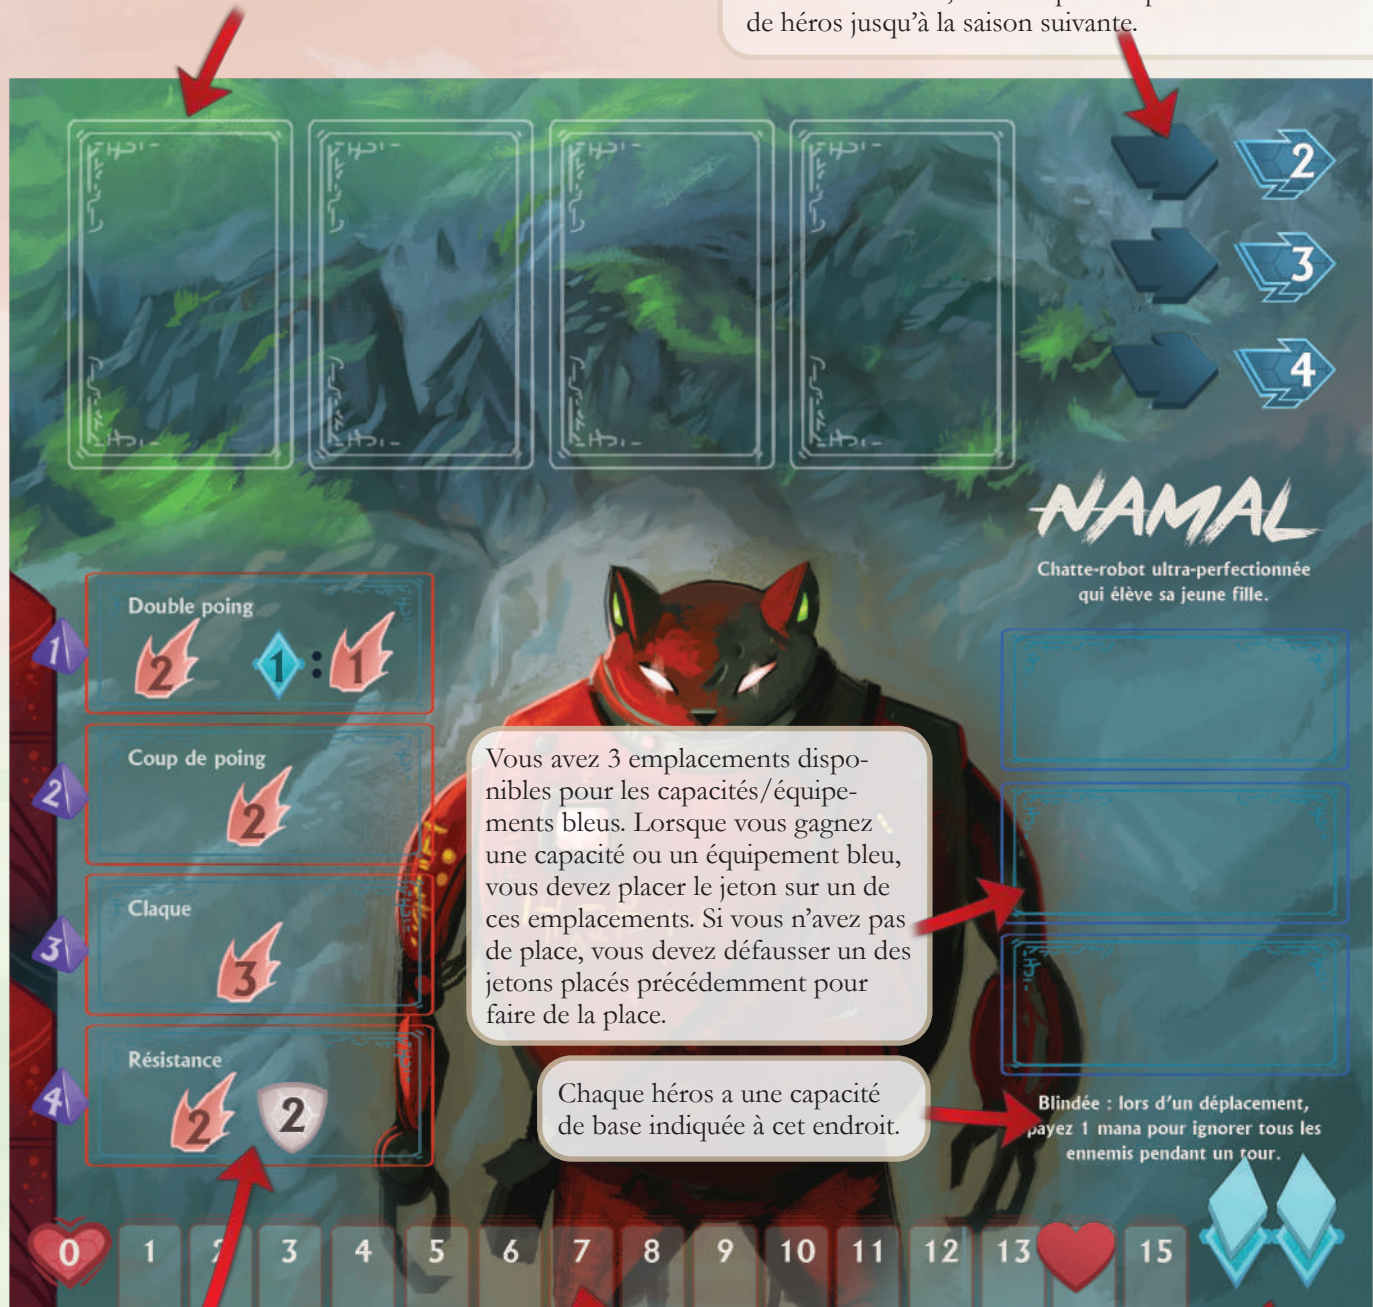 de héros jusqu'à la saison suivante.
2
3
4
NAMAL
Chatte-robot ultra-perfectionnée
qui élève sa jeune fille.
1
Double poing
2 1 : 1
2
Coup de poing
2
3
Claque
3
4
Résistance
2 2
Vous avez 3 emplacements dispo-
nibles pour les capacités/équipe-
ments bleus. Lorsque vous gagnez
une capacité ou un équipement bleu,
vous devez placer le jeton sur un de
ces emplacements. Si vous n'avez pas
de place, vous devez défausser un des
jetons placés précédemment pour
faire de la place.
Chaque héros a une capacité
de base indiquée à cet endroit.
Blindée : lors d'un déplacement,
payez 1 mana pour ignorer tous les
ennemis pendant un tour.
0 1 2 3 4 5 6 7 8 9 10 11 12 13 15